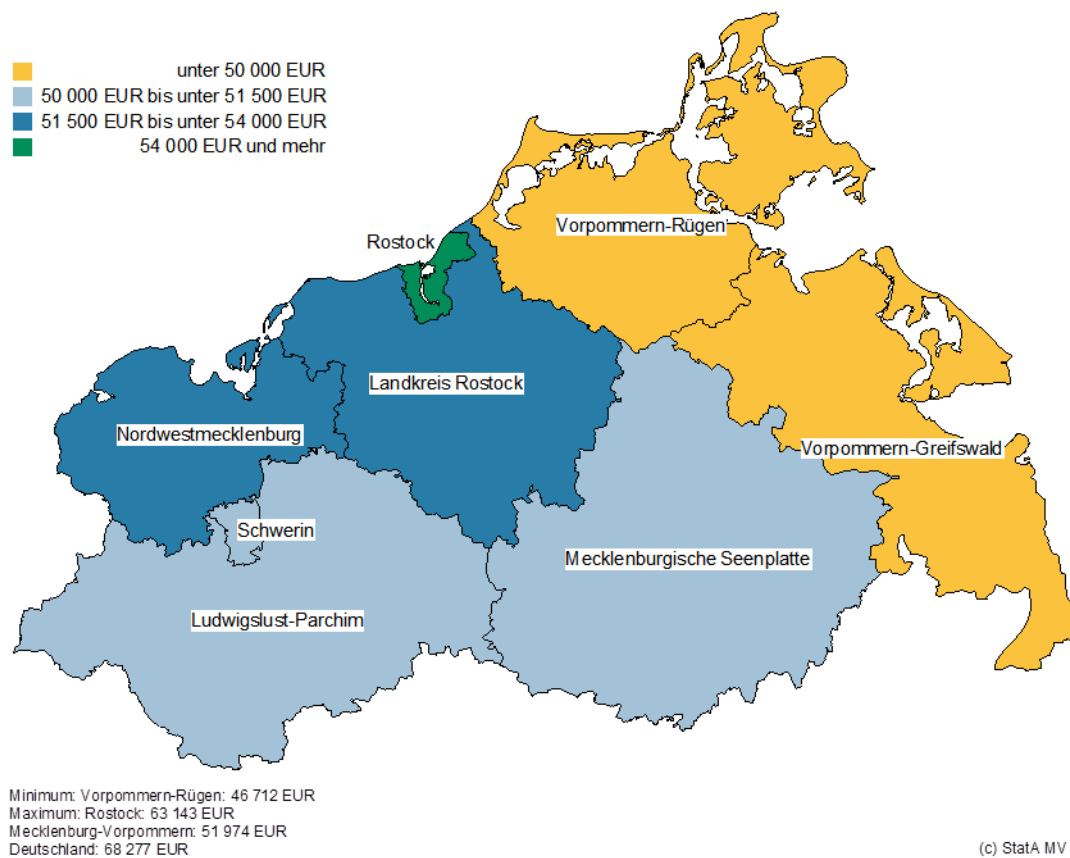 unter 50 000 EUR
50 000 EUR bis unter 51 500 EUR
51 500 EUR bis unter 54 000 EUR
54 000 EUR und mehr
Vorpommern-Rügen
Rostock
Landkreis Rostock
Nordwestmecklenburg
Vorpommern-Greifswald
Schwerin
Mecklenburgische Seenplatte
Ludwigslust-Parchim
Minimum: Vorpommern-Rügen: 46 712 EUR
Maximum: Rostock: 63 143 EUR
Mecklenburg-Vorpommern: 51 974 EUR
Deutschland: 68 277 EUR
(c) StatA MV